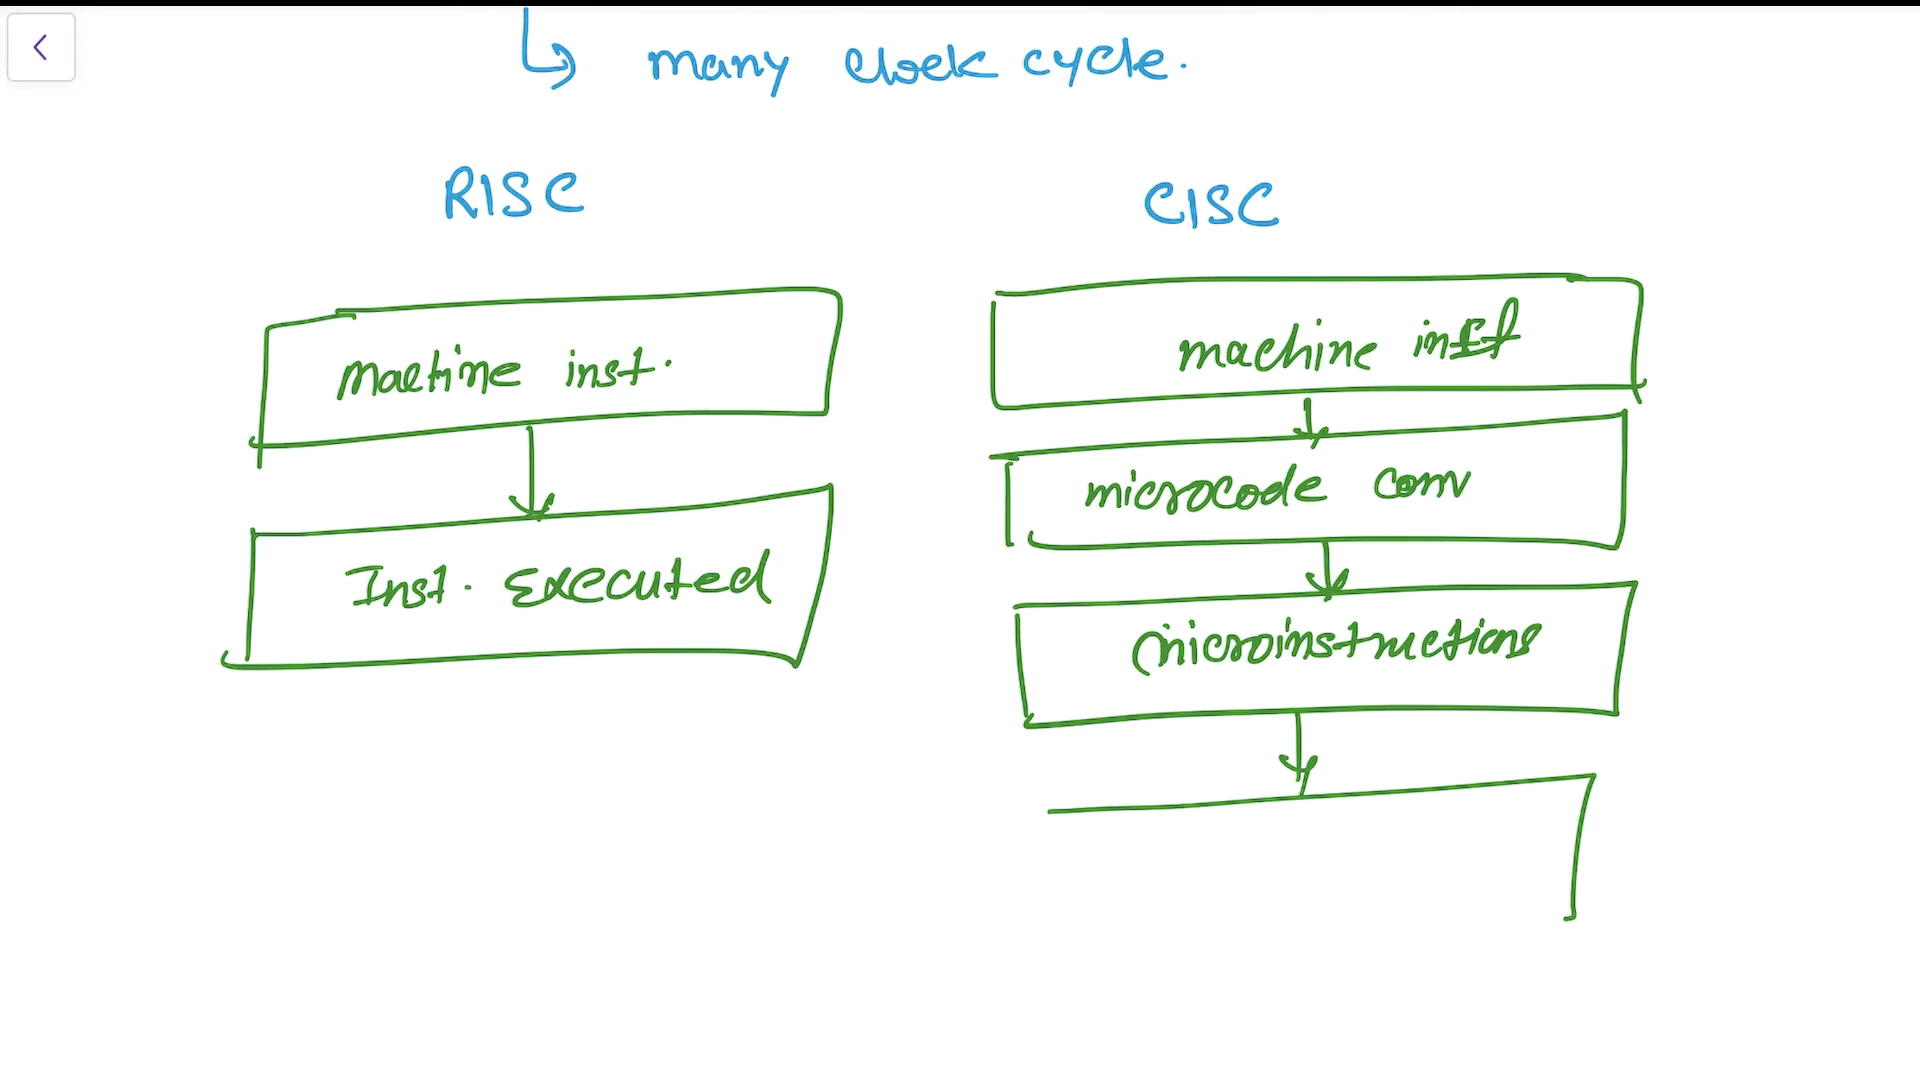 many clock cycle.
RISC
CISC
machine inst.
Inst. Executed
machine inst
microcode conv
microinstructions